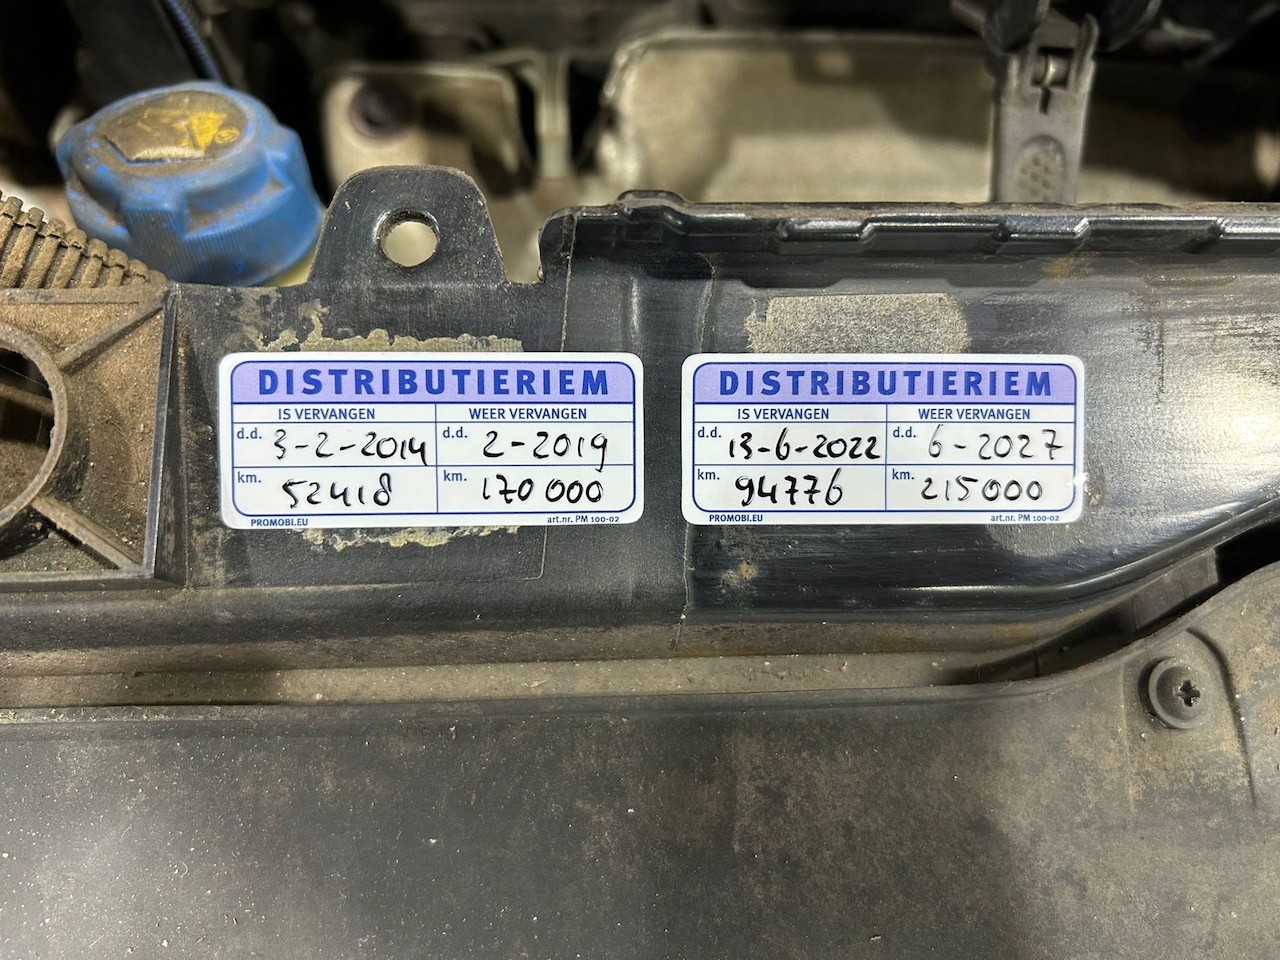 DISTRIBUTIERIEM
IS VERVANGEN WEER VERVANGEN
d.d. 3-2-2014 d.d. 2-2019
km. 52418 km. 170 000
PROMOBI.EU art.nr. PM 100-02
DISTRIBUTIERIEM
IS VERVANGEN WEER VERVANGEN
d.d. 13-6-2022 d.d. 6-2027
km. 94776 km. 215000
PROMOBI.EU art.nr. PM 100-02